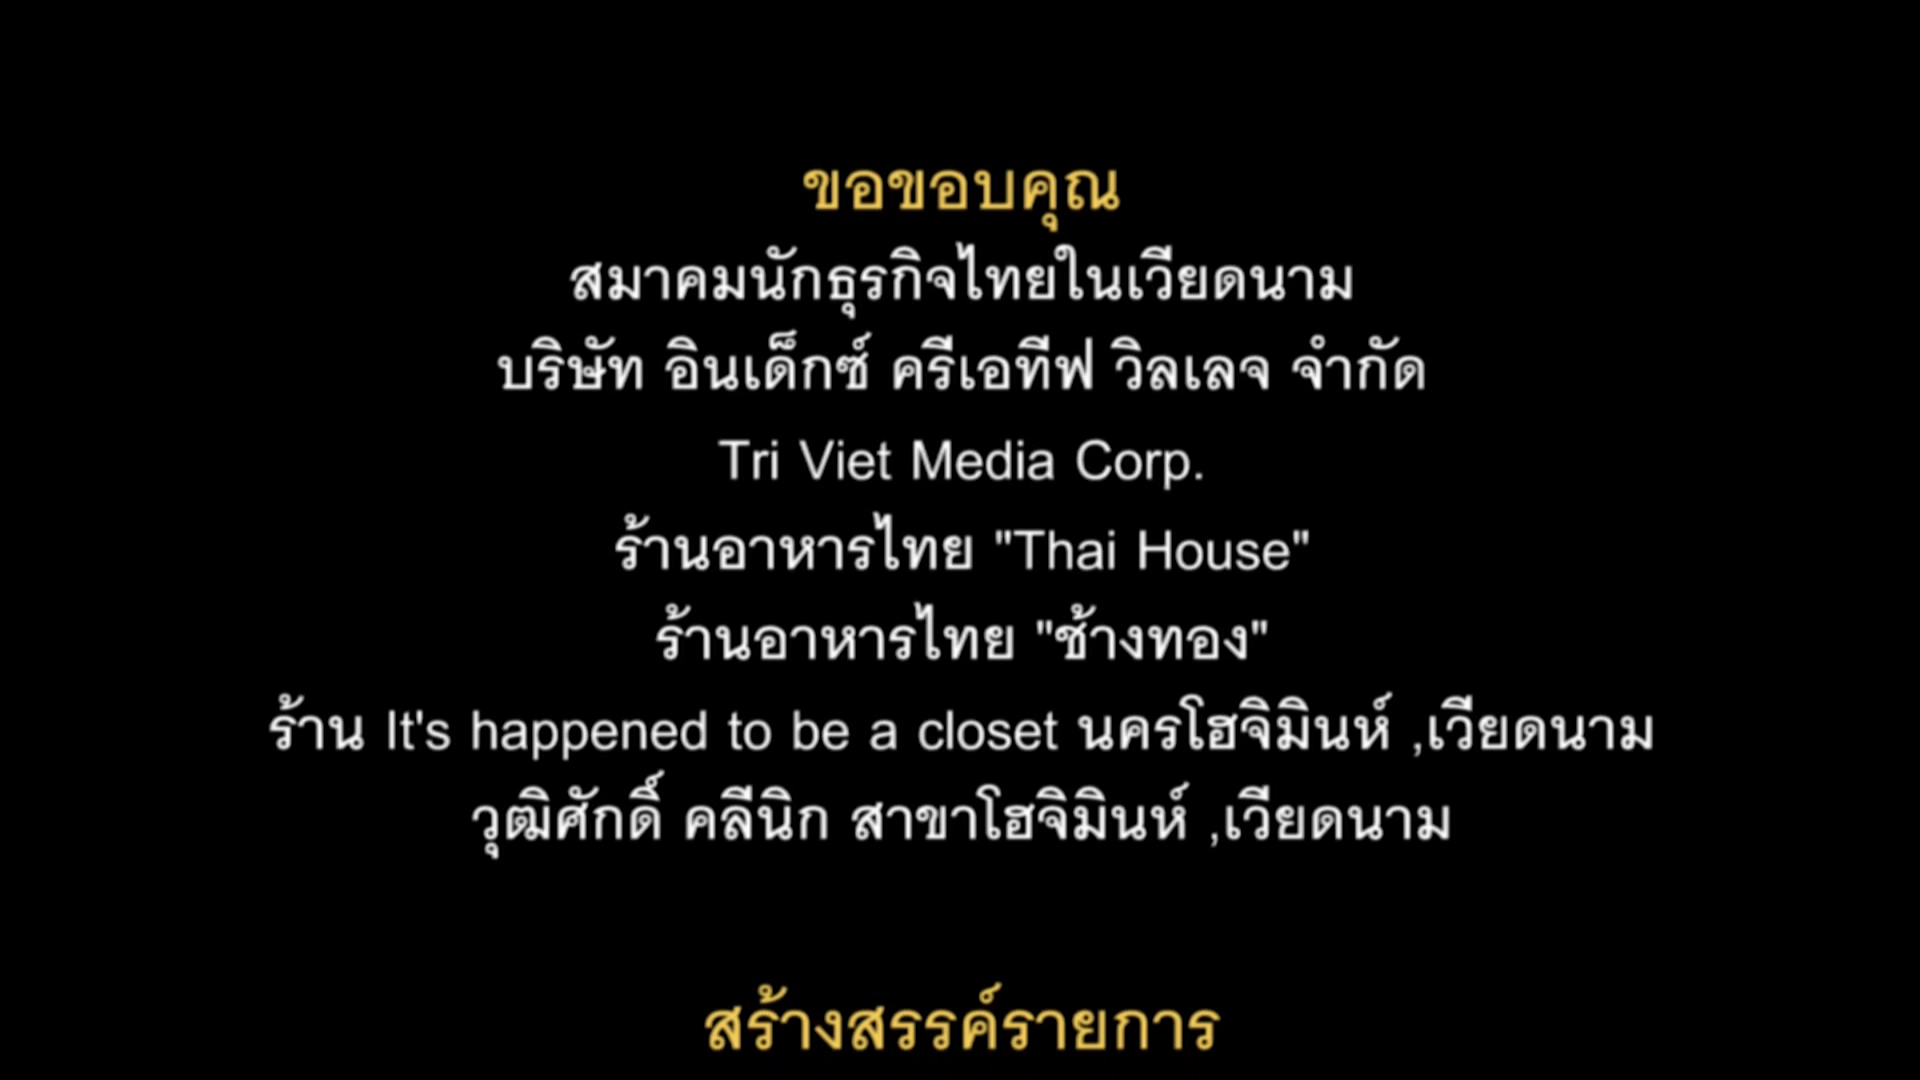 ขอขอบคุณ
สมาคมนักธุรกิจไทยในเวียดนาม
บริษัท อินเด็กซ์ ครีเอทีฟ วิลเลจ จำกัด
Tri Viet Media Corp.
ร้านอาหารไทย "Thai House"
ร้านอาหารไทย "ช้างทอง"
ร้าน It's happened to be a closet นครโฮจิมินห์ ,เวียดนาม
วุฒิศักดิ์ คลีนิก สาขาโฮจิมินห์ ,เวียดนาม
สร้างสรรค์รายการ